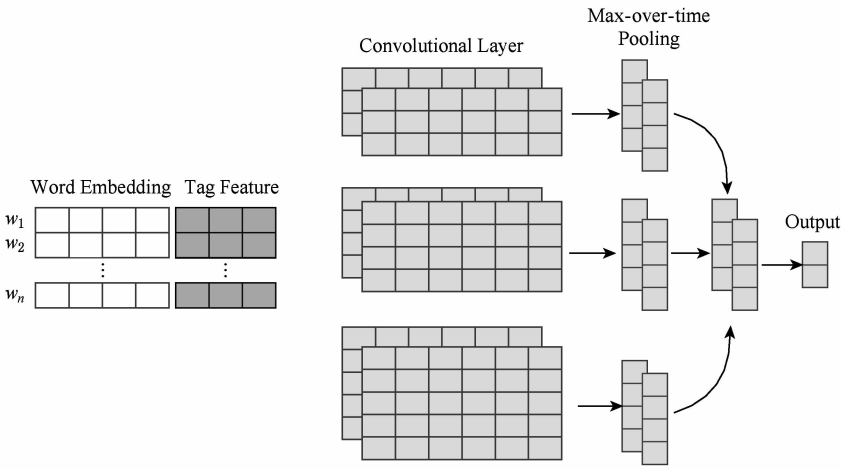 Max-over-time
Pooling
Convolutional Layer
Word Embedding Tag Feature
w1
w2
⋮ ⋮
wn
Output